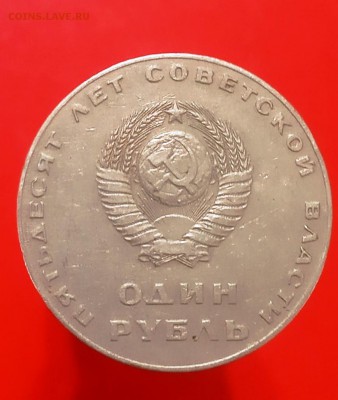 COINS.LAVE.RU
ПЯТЬДЕСЯТ ЛЕТ СОВЕТСКОЙ ВЛАСТИ
ОДИН
РУБЛЬ